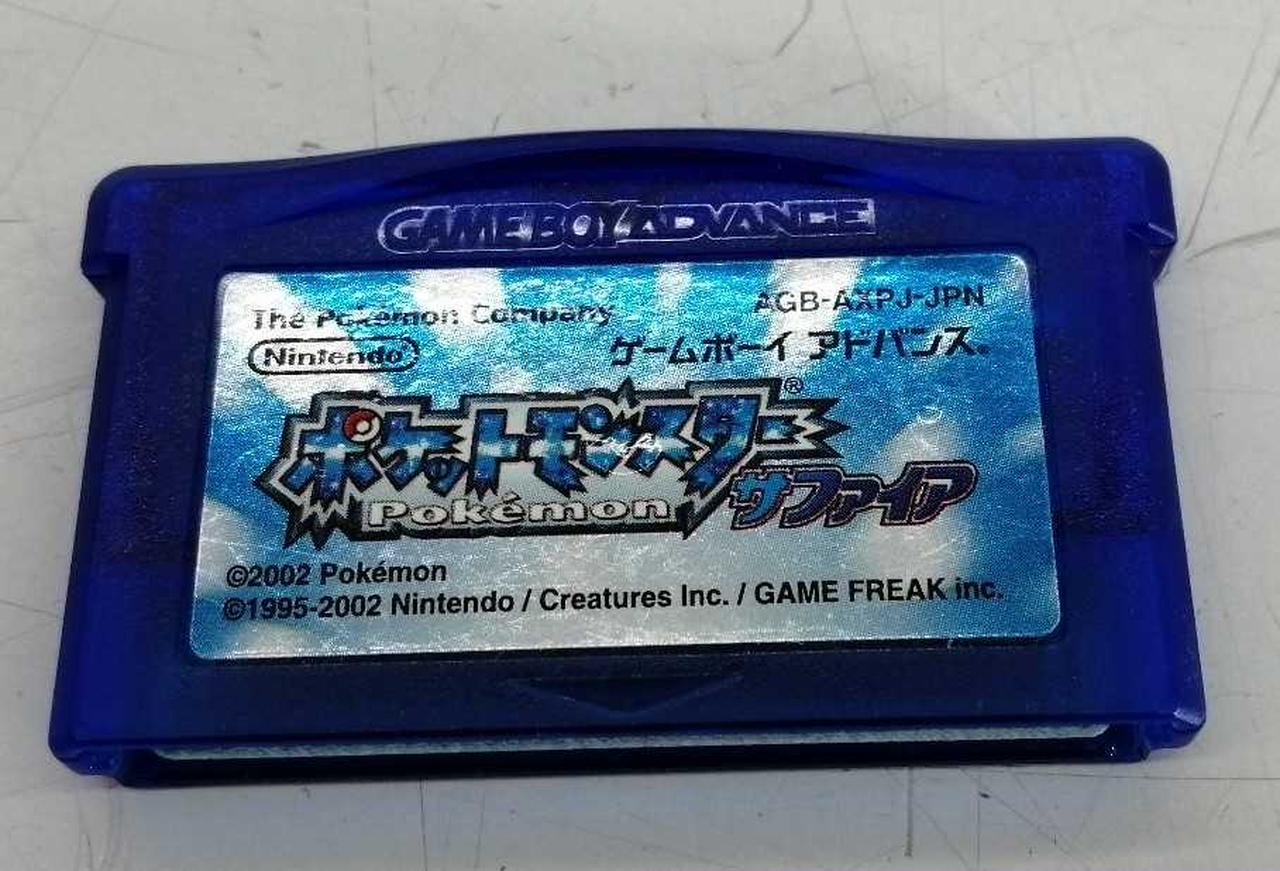 GAME BOY ADVANCE
The Pokémon Company
AGB-AXPJ-JPN
Nintendo®
ゲームボーイ アドバンス®
ポケットモンスター®
Pokémon
サファイア
©2002 Pokémon
©1995-2002 Nintendo / Creatures Inc. / GAME FREAK inc.